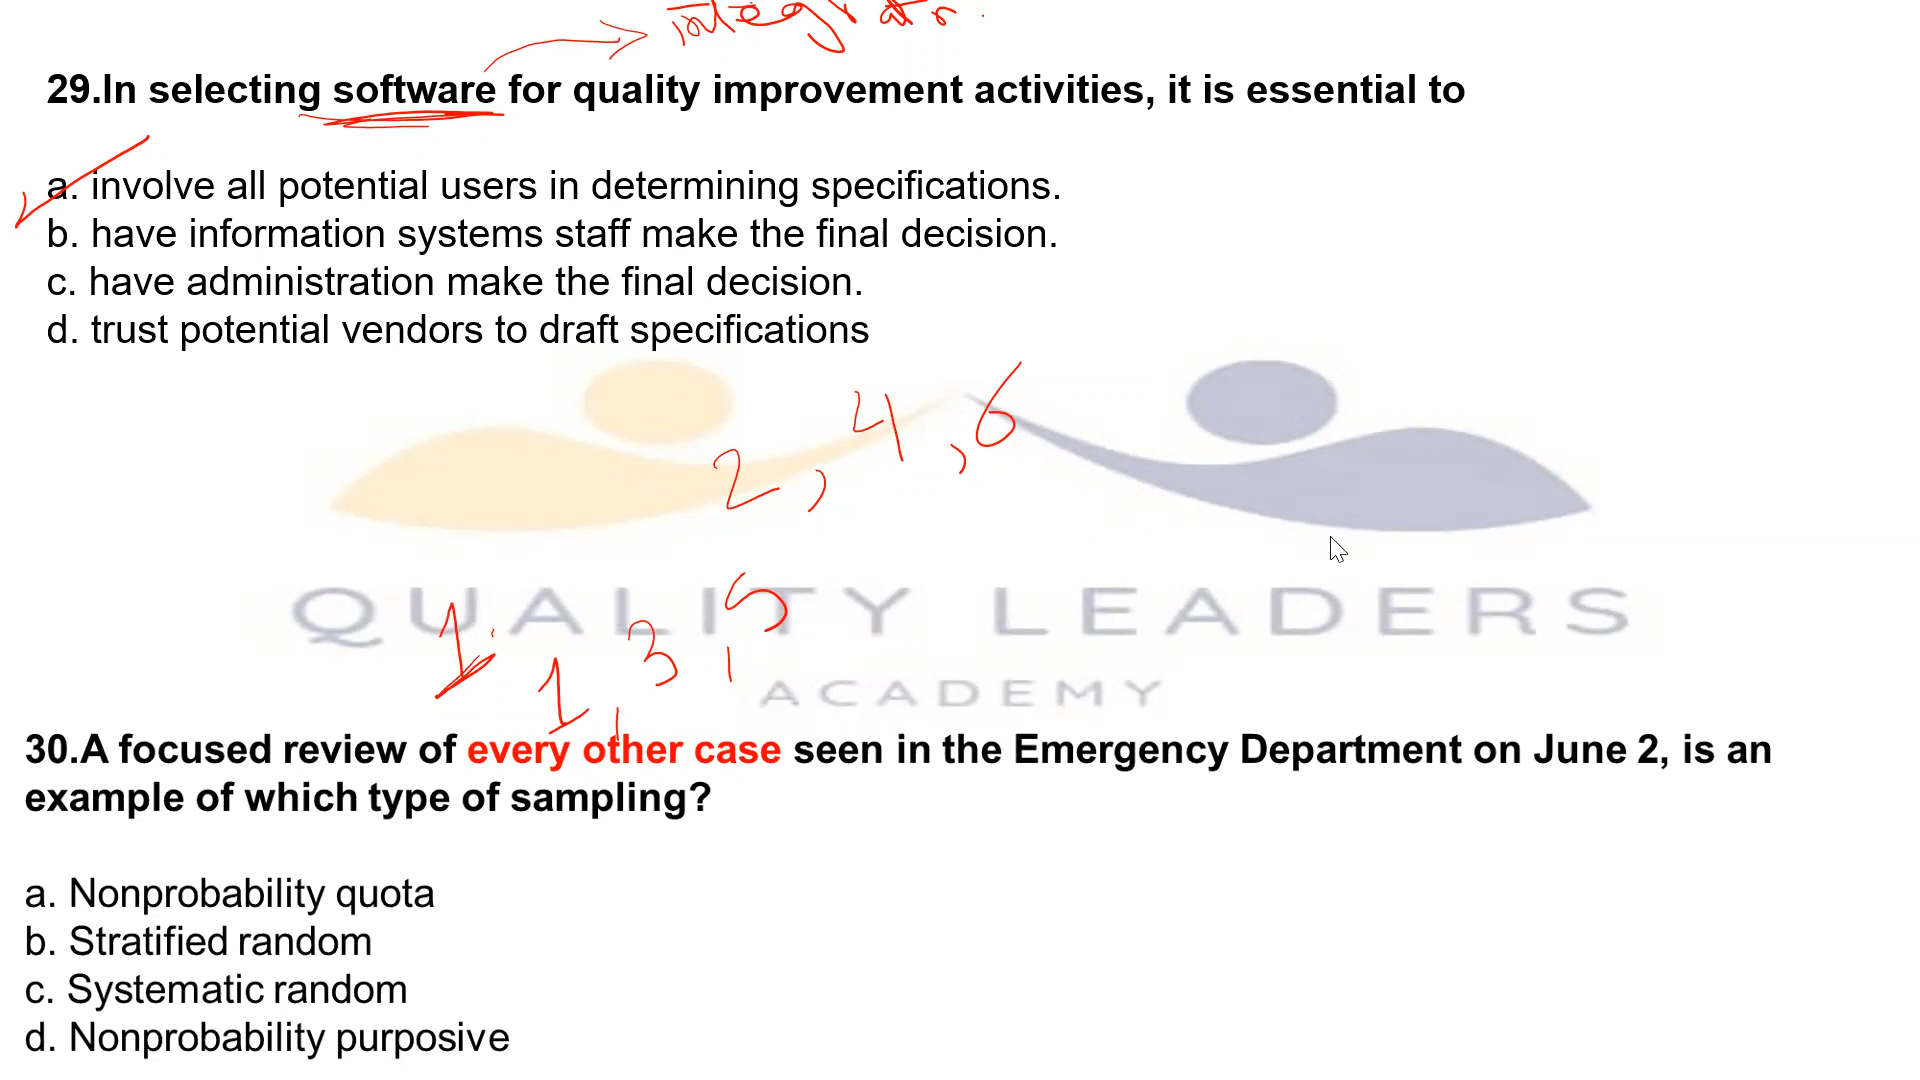 29.In selecting software for quality improvement activities, it is essential to
a. involve all potential users in determining specifications.
b. have information systems staff make the final decision.
c. have administration make the final decision.
d. trust potential vendors to draft specifications
2, 4, 6
1.
1, 3, 5
QUALITY LEADERS
ACADEMY
30.A focused review of every other case seen in the Emergency Department on June 2, is an
example of which type of sampling?
a. Nonprobability quota
b. Stratified random
c. Systematic random
d. Nonprobability purposive